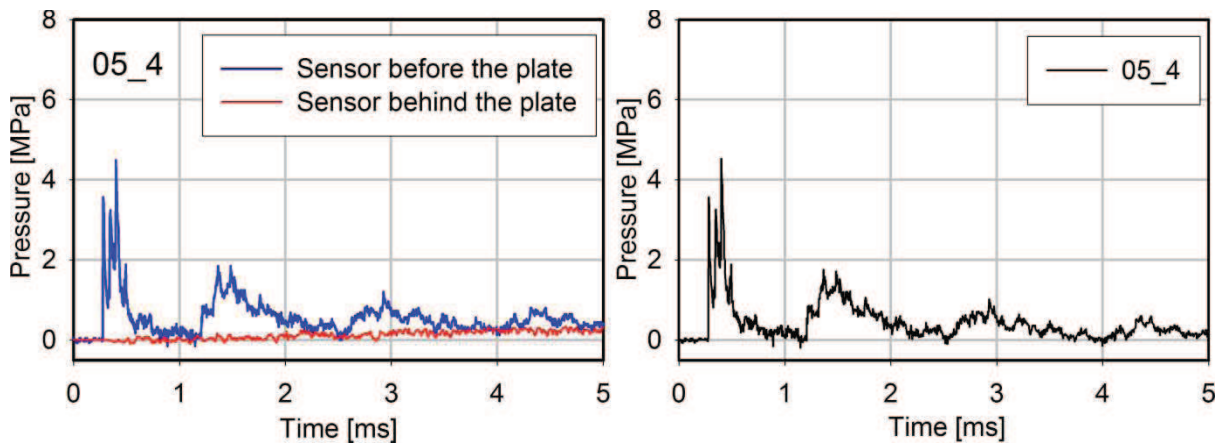 05_4
Sensor before the plate
Sensor behind the plate
Pressure [MPa]
8
6
4
2
0
0 1 2 3 4 5
Time [ms]
05_4
Pressure [MPa]
8
6
4
2
0
0 1 2 3 4 5
Time [ms]